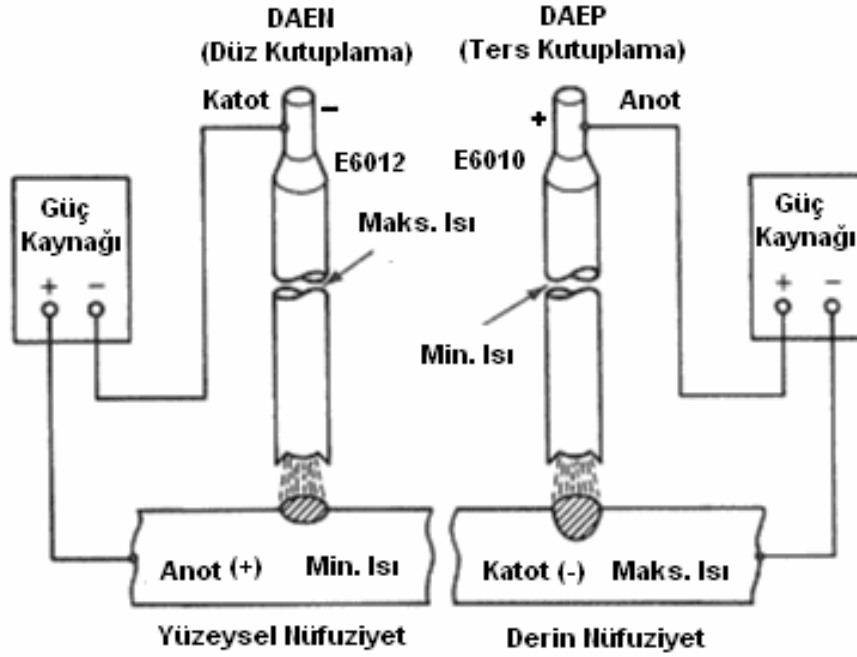 DAEN
(Düz Kutuplama)
DAEP
(Ters Kutuplama)
Katot
−
+
Anot
E6012
E6010
Güç
Kaynağı
+ −
Maks. Isı
Min. Isı
Güç
Kaynağı
+ −
Anot (+) Min. Isı
Katot (-) Maks. Isı
Yüzeysel Nüfuziyet
Derin Nüfuziyet